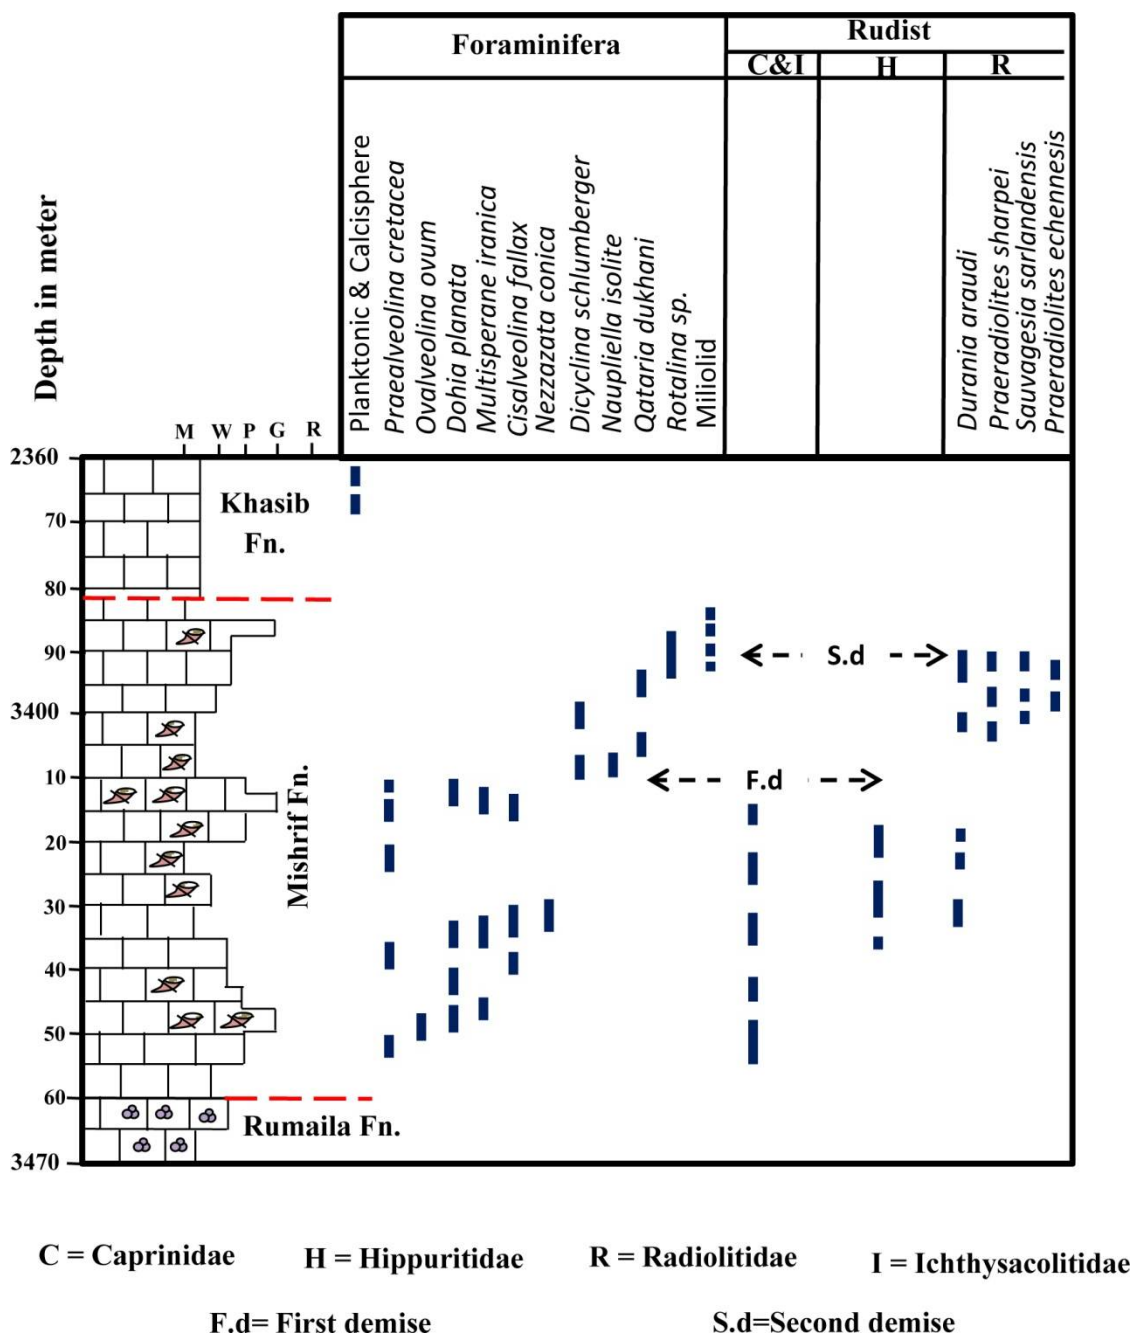 Foraminifera
Rudist
C&I
H
R
Depth in meter
Planktonic & Calcisphere
Praealveolina cretacea
Ovalveolina ovum
Dohia planata
Multisperane iranica
Cisalveolina fallax
Nezzazata conica
Dicyclina schlumberger
Naupliella isolite
Qataria dukhani
Rotalina sp.
Miliolid
Durania araudi
Praeradiolites sharpei
Sauvagesia sarlandensis
Praeradiolites echennesis
M W P G R
2360
70
80
90
3400
10
20
30
40
50
60
3470
Khasib
Fn.
Mishrif Fn.
Rumaila Fn.
S.d
F.d
C = Caprinidae
H = Hippuritidae
R = Radiolitidae
I = Ichthysacolitidae
F.d= First demise
S.d=Second demise